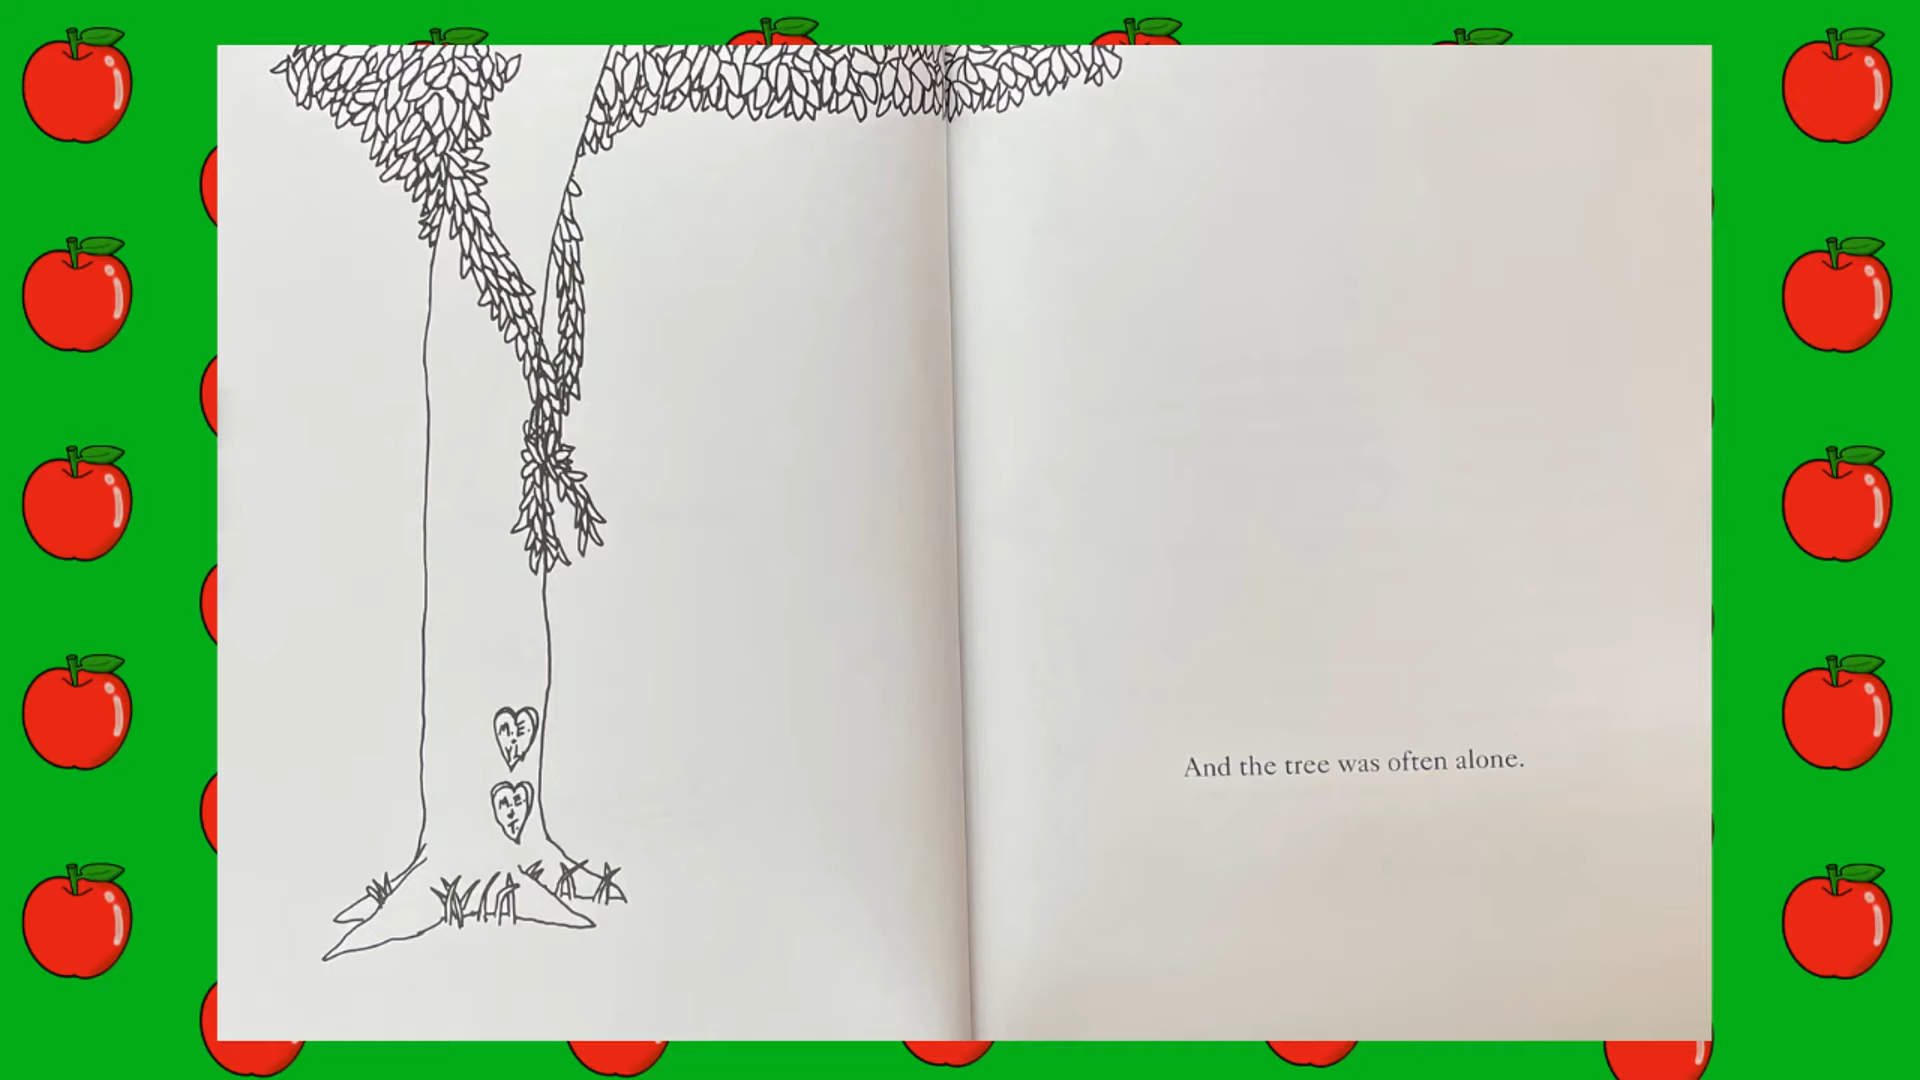 M.E.
+
Y.L.
M.E.
+
T.
And the tree was often alone.